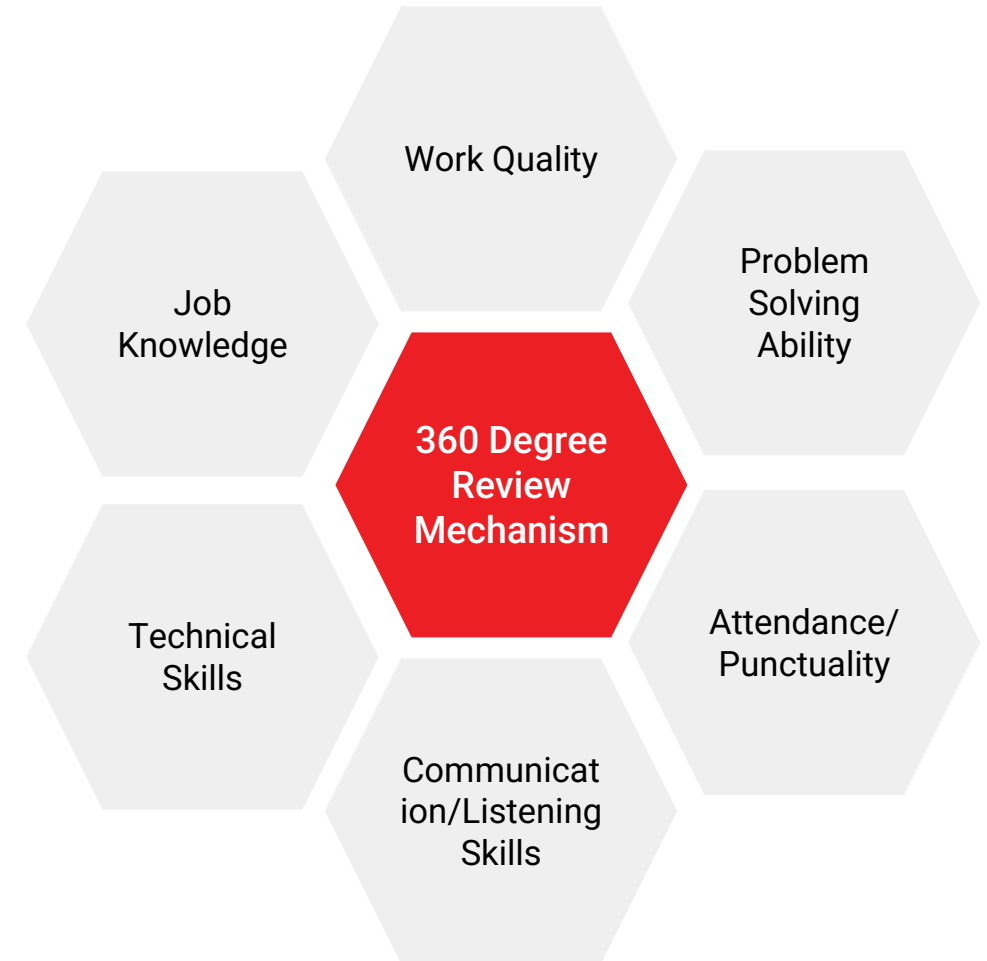 Work Quality
Problem
Solving
Ability
Job
Knowledge
360 Degree
Review
Mechanism
Attendance/
Punctuality
Technical
Skills
Communicat
ion/Listening
Skills